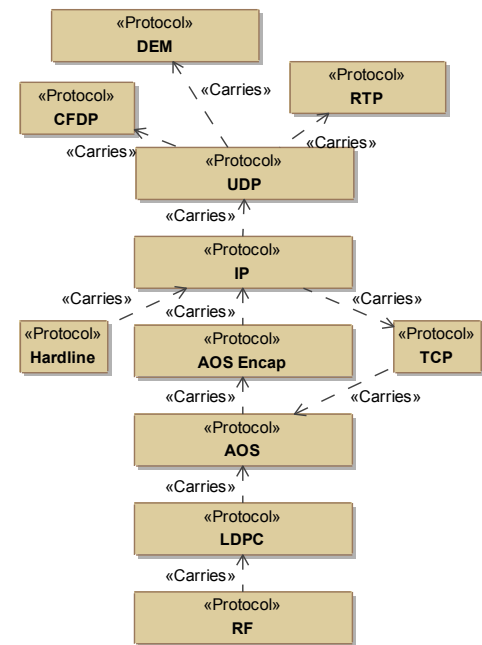 «Protocol»
DEM
«Carries»
«Protocol»
RTP
«Protocol»
CFDP
«Carries»
«Carries»
«Protocol»
UDP
«Carries»
«Protocol»
IP
«Carries»
«Carries»
«Carries»
«Protocol»
Hardline
«Protocol»
AOS Encap
«Protocol»
TCP
«Carries»
«Carries»
«Protocol»
AOS
«Carries»
«Protocol»
LDPC
«Carries»
«Protocol»
RF